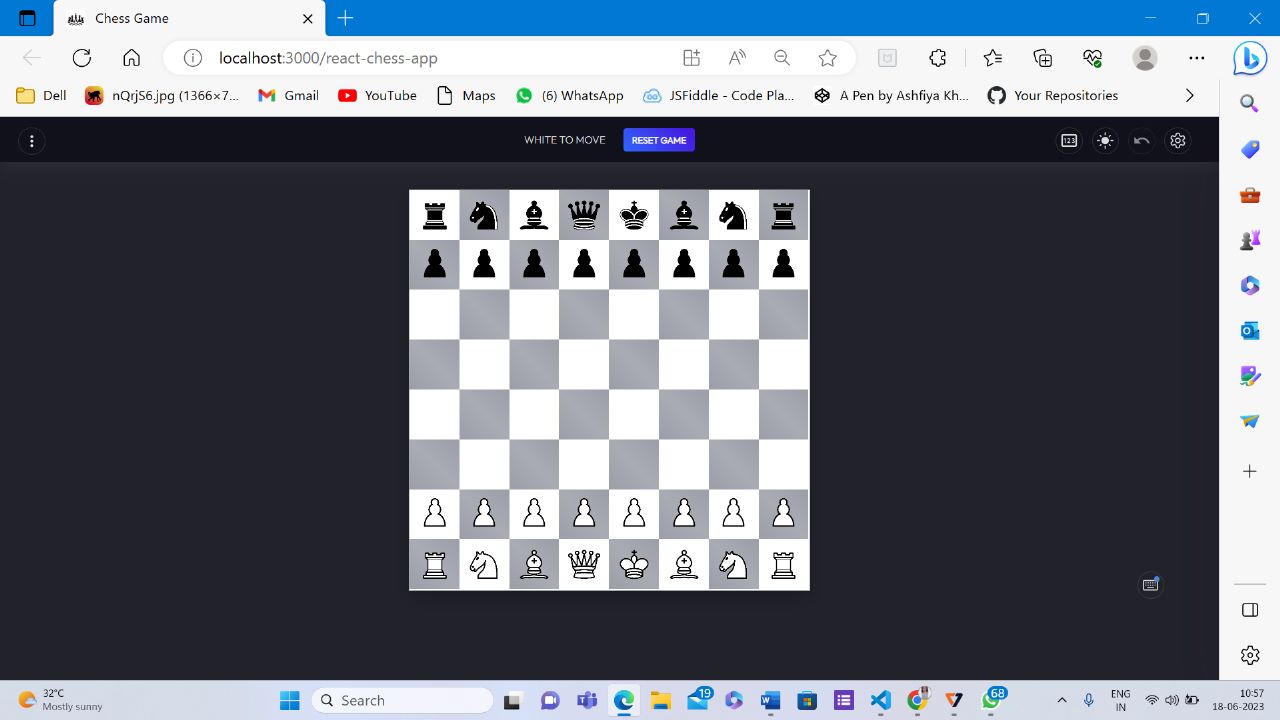 Chess Game
localhost:3000/react-chess-app
Dell
nQrjS6.jpg (1366×7...
Gmail
YouTube
Maps
(6) WhatsApp
JSFiddle - Code Pla...
A Pen by Ashfiya Kh...
Your Repositories
WHITE TO MOVE
RESET GAME
123
32°C
Mostly sunny
Search
19
68
ENG
IN
10:57
18-06-2023